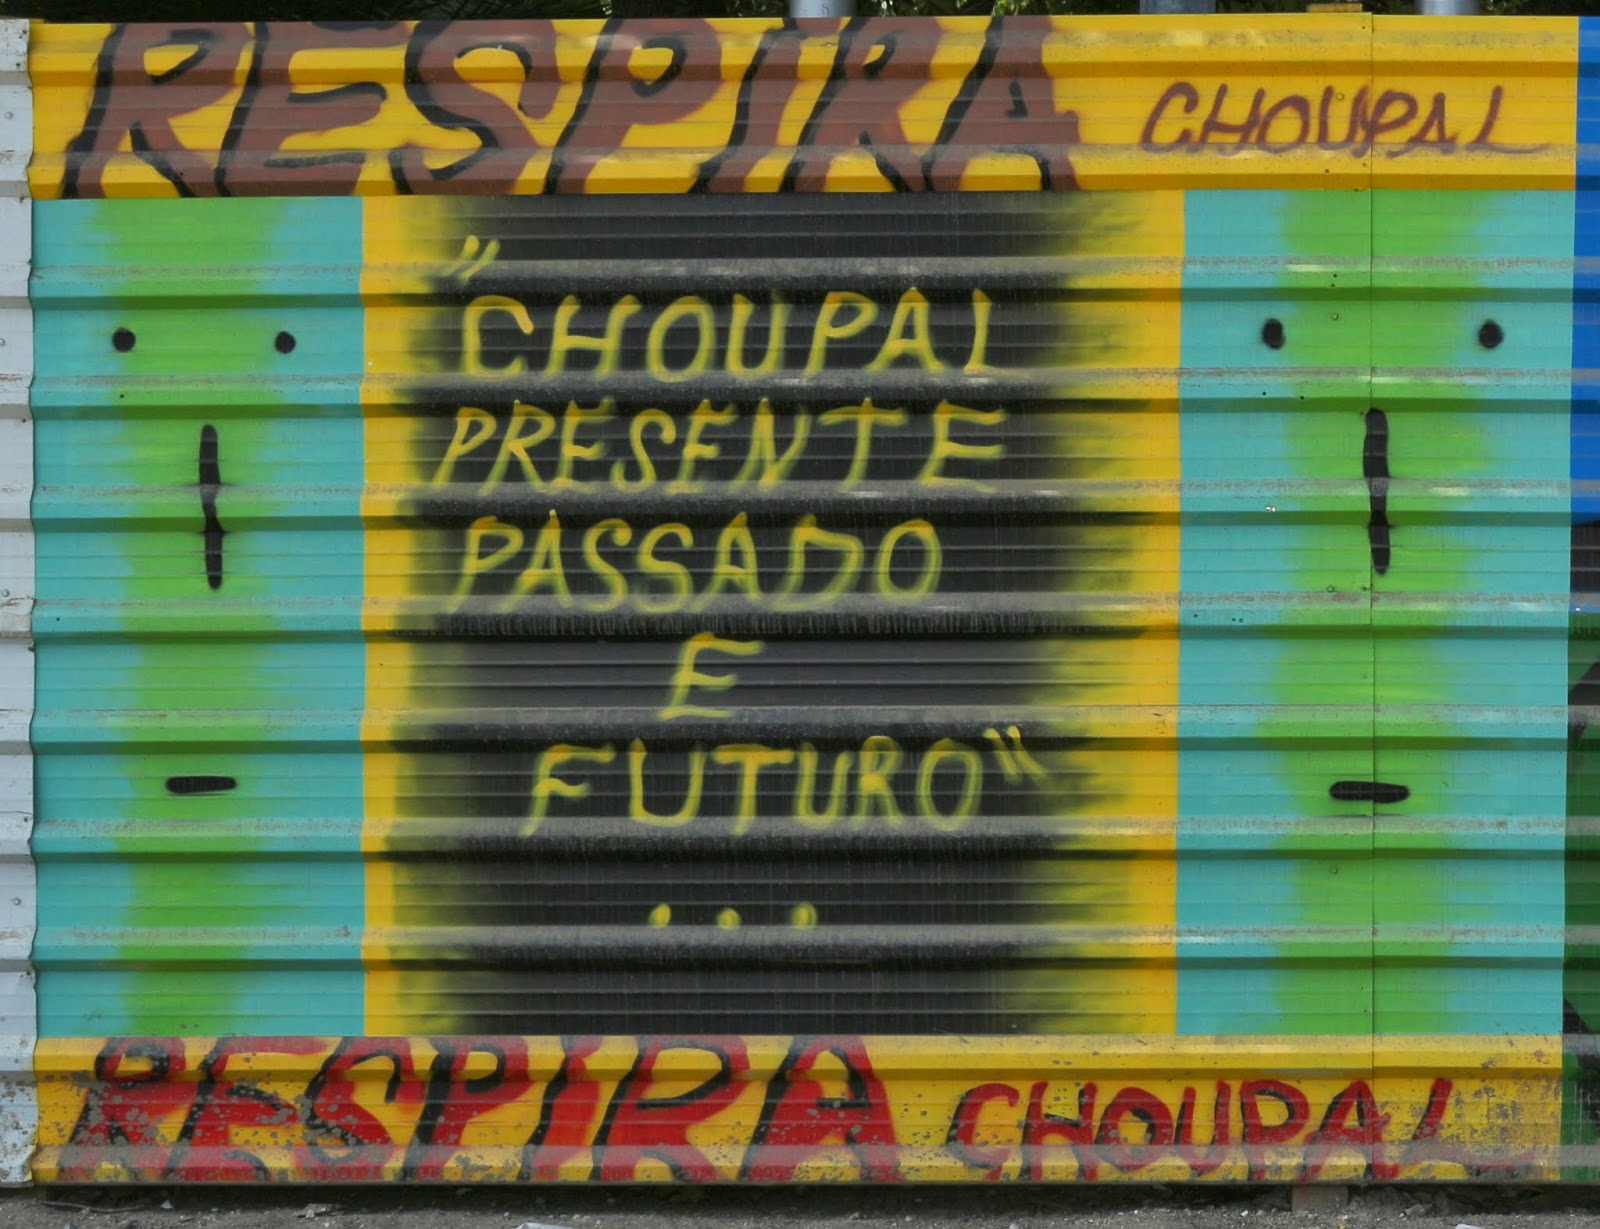 RESPIRA CHOUPAL
"CHOUPAL
PRESENTE
PASSADO
E
FUTURO"
...
RESPIRA CHOUPAL